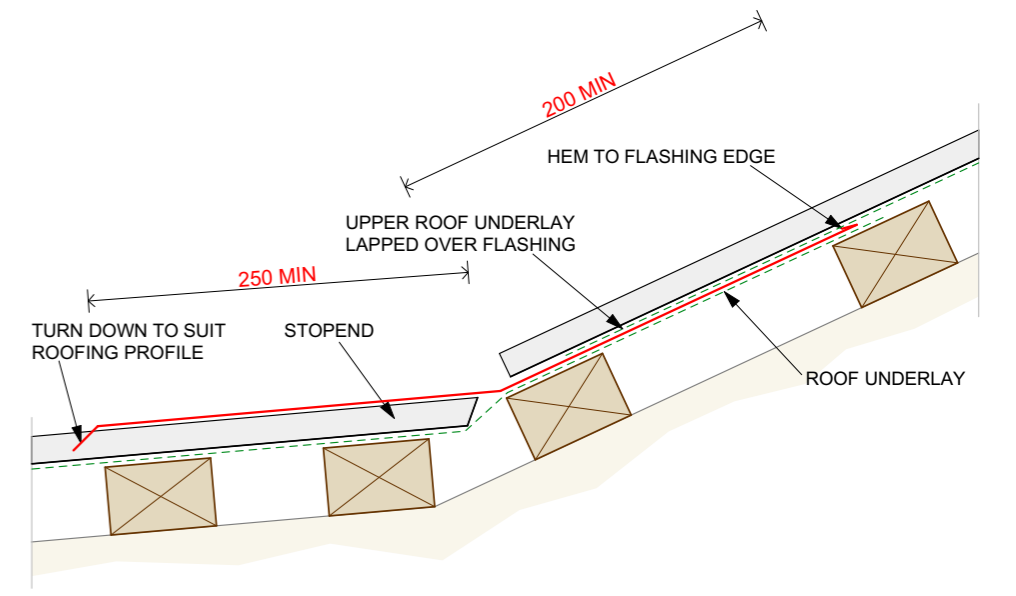 200 MIN
HEM TO FLASHING EDGE
UPPER ROOF UNDERLAY
LAPPED OVER FLASHING
250 MIN
TURN DOWN TO SUIT
ROOFING PROFILE
STOPEND
ROOF UNDERLAY